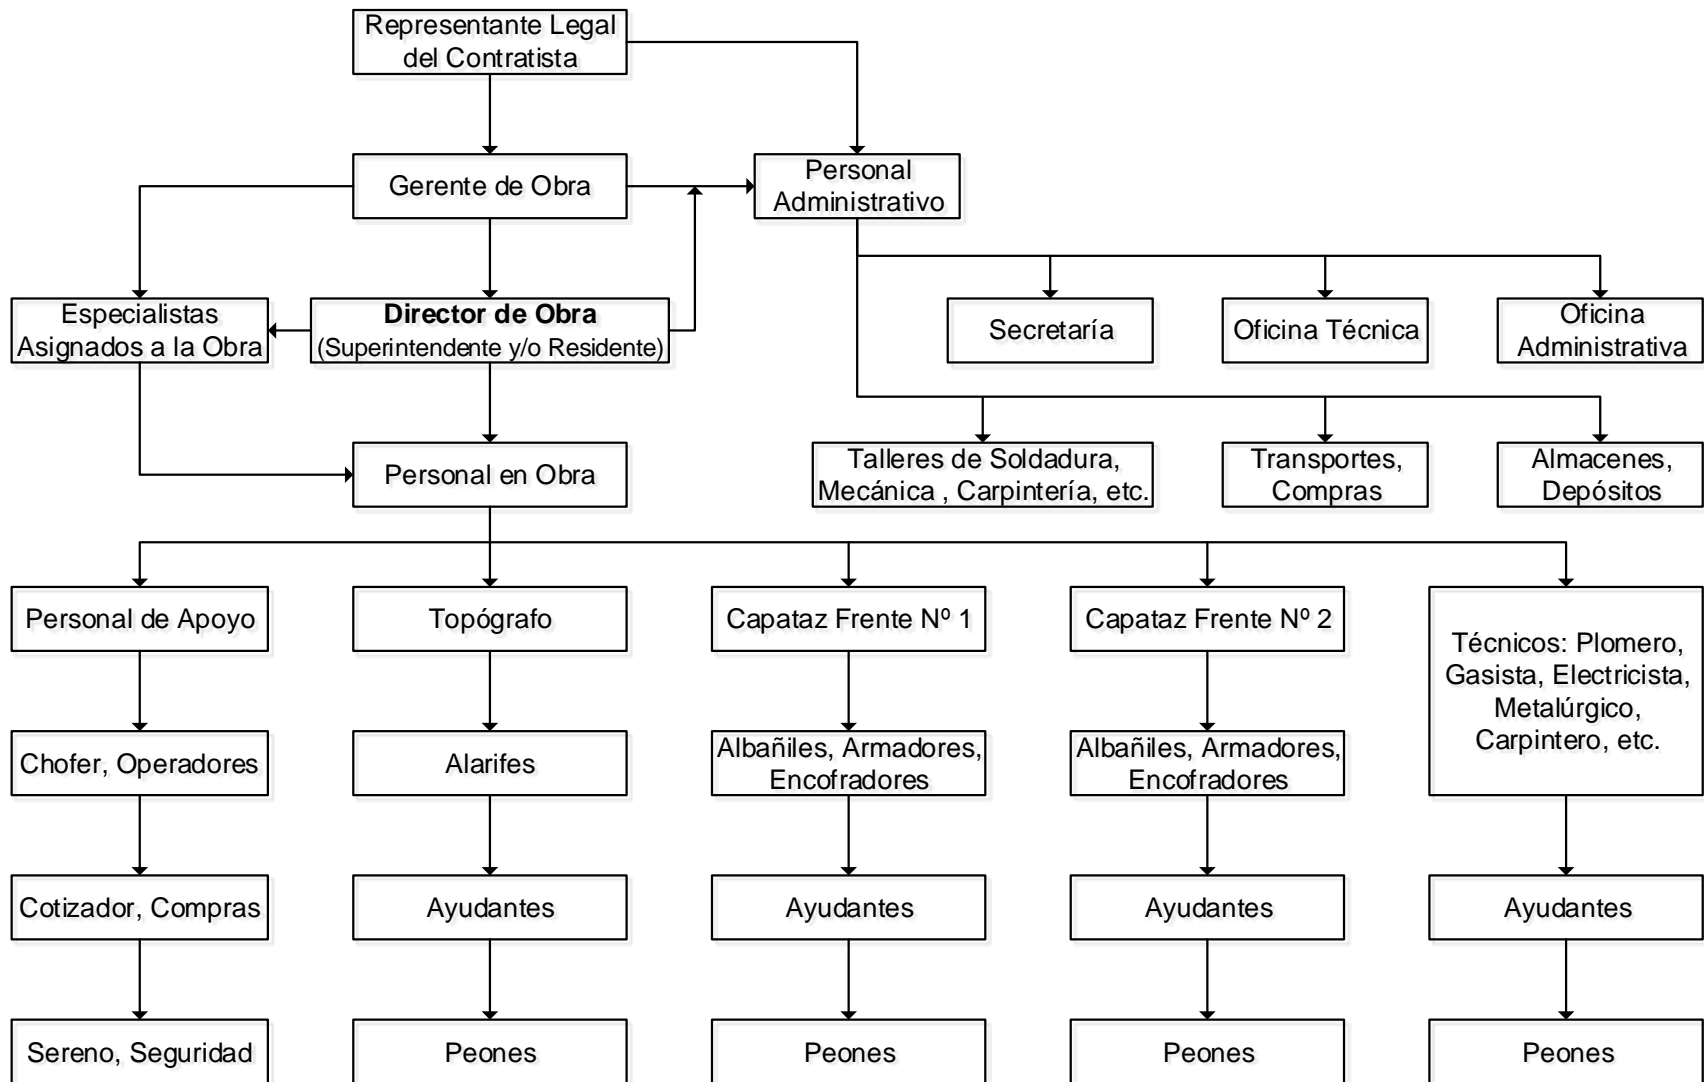 Representante Legal
del Contratista
Gerente de Obra
Personal
Administrativo
Especialistas
Asignados a la Obra
Director de Obra
(Superintendente y/o Residente)
Secretaría
Oficina Técnica
Oficina
Administrativa
Personal en Obra
Talleres de Soldadura,
Mecánica , Carpintería, etc.
Transportes,
Compras
Almacenes,
Depósitos
Personal de Apoyo
Topógrafo
Capataz Frente Nº 1
Capataz Frente Nº 2
Técnicos: Plomero,
Gasista, Electricista,
Metalúrgico,
Carpintero, etc.
Chofer, Operadores
Alarifes
Albañiles, Armadores,
Encofradores
Albañiles, Armadores,
Encofradores
Cotizador, Compras
Ayudantes
Ayudantes
Ayudantes
Ayudantes
Sereno, Seguridad
Peones
Peones
Peones
Peones